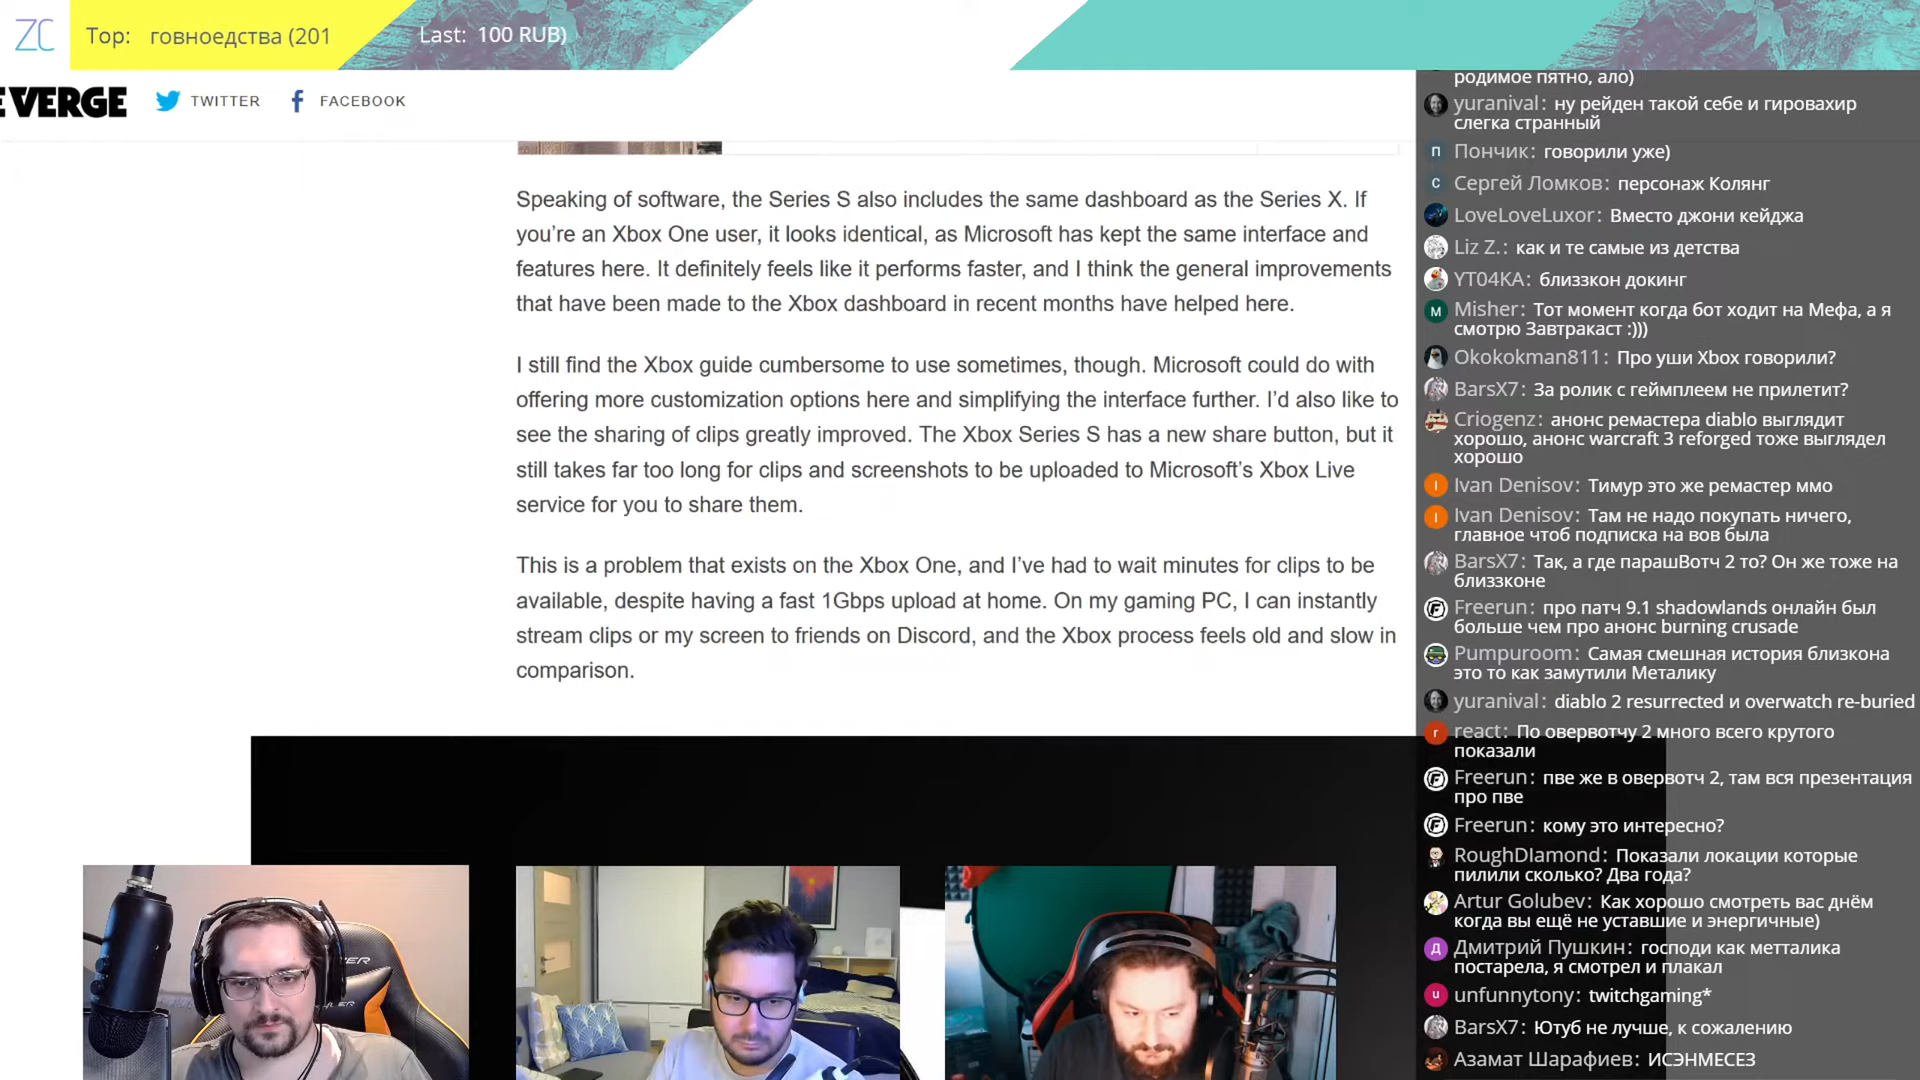 ZC
Top: говноедства (201
Last: 100 RUB)
E VERGE
TWITTER
FACEBOOK
Speaking of software, the Series S also includes the same dashboard as the Series X. If
you’re an Xbox One user, it looks identical, as Microsoft has kept the same interface and
features here. It definitely feels like it performs faster, and I think the general improvements
that have been made to the Xbox dashboard in recent months have helped here.
I still find the Xbox guide cumbersome to use sometimes, though. Microsoft could do with
offering more customization options here and simplifying the interface further. I’d also like to
see the sharing of clips greatly improved. The Xbox Series S has a new share button, but it
still takes far too long for clips and screenshots to be uploaded to Microsoft’s Xbox Live
service for you to share them.
This is a problem that exists on the Xbox One, and I’ve had to wait minutes for clips to be
available, despite having a fast 1Gbps upload at home. On my gaming PC, I can instantly
stream clips or my screen to friends on Discord, and the Xbox process feels old and slow in
comparison.
родимое пятно, ало)
yuranival: ну рейден такой себе и гировахир
слегка странный
П Пончик: говорили уже)
С Сергей Ломков: персонаж Колянг
LoveLoveLuxor: Вместо джони кейджа
Liz Z.: как и те самые из детства
YT04KA: близзкон докинг
M Misher: Тот момент когда бот ходит на Мефа, а я
смотрю Завтракаст :)))
Okokokman811: Про уши Xbox говорили?
BarsX7: За ролик с геймплеем не прилетит?
Criogenz: анонс ремастера diablo выглядит
хорошо, анонс warcraft 3 reforged тоже выглядел
хорошо
I Ivan Denisov: Тимур это же ремастер ммо
I Ivan Denisov: Там не надо покупать ничего,
главное чтоб подписка на вов была
BarsX7: Так, а где парашВотч 2 то? Он же тоже на
близзконе
Freerun: про патч 9.1 shadowlands онлайн был
больше чем про анонс burning crusade
Pumpuroom: Самая смешная история близкона
это то как замутили Металику
yuranival: diablo 2 resurrected и overwatch re-buried
r react: По овервотчу 2 много всего крутого
показали
Freerun: пве же в овервотч 2, там вся презентация
про пве
Freerun: кому это интересно?
RoughDIamond: Показали локации которые
пилили сколько? Два года?
Artur Golubev: Как хорошо смотреть вас днём
когда вы ещё не уставшие и энергичные)
Д Дмитрий Пушкин: господи как метталика
постарела, я смотрел и плакал
u unfunnytony: twitchgaming*
BarsX7: Ютуб не лучше, к сожалению
Азамат Шарафиев: ИСЭНМЕСЕЗ